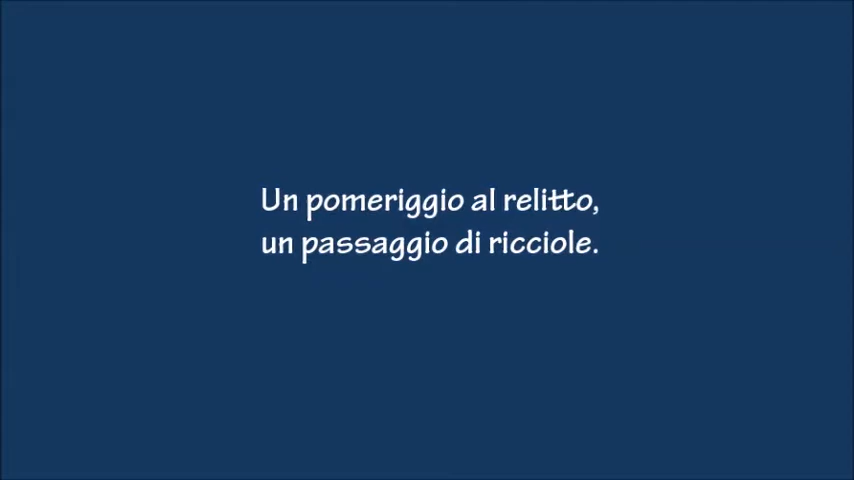 Un pomeriggio al relitto,
un passaggio di ricciole.